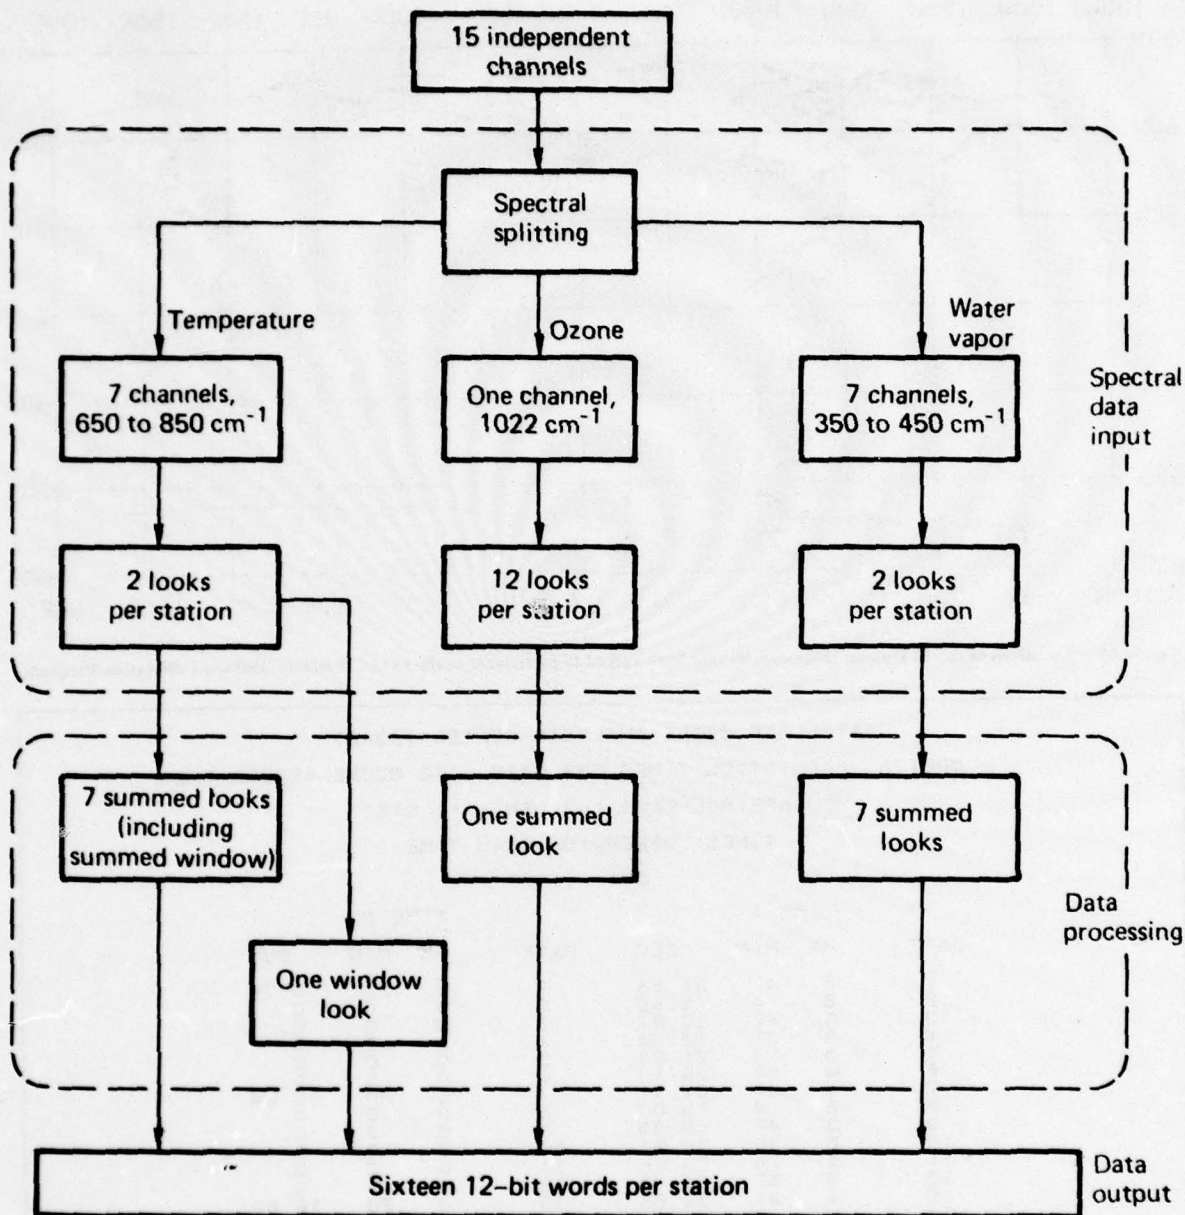 15 independent
channels
Spectral
splitting
Temperature
Ozone
Water
vapor
7 channels,
650 to 850 cm⁻¹
One channel,
1022 cm⁻¹
7 channels,
350 to 450 cm⁻¹
Spectral
data
input
2 looks
per station
12 looks
per station
2 looks
per station
7 summed looks
(including
summed window)
One summed
look
7 summed
looks
Data
processing
One window
look
Sixteen 12-bit words per station
Data
output